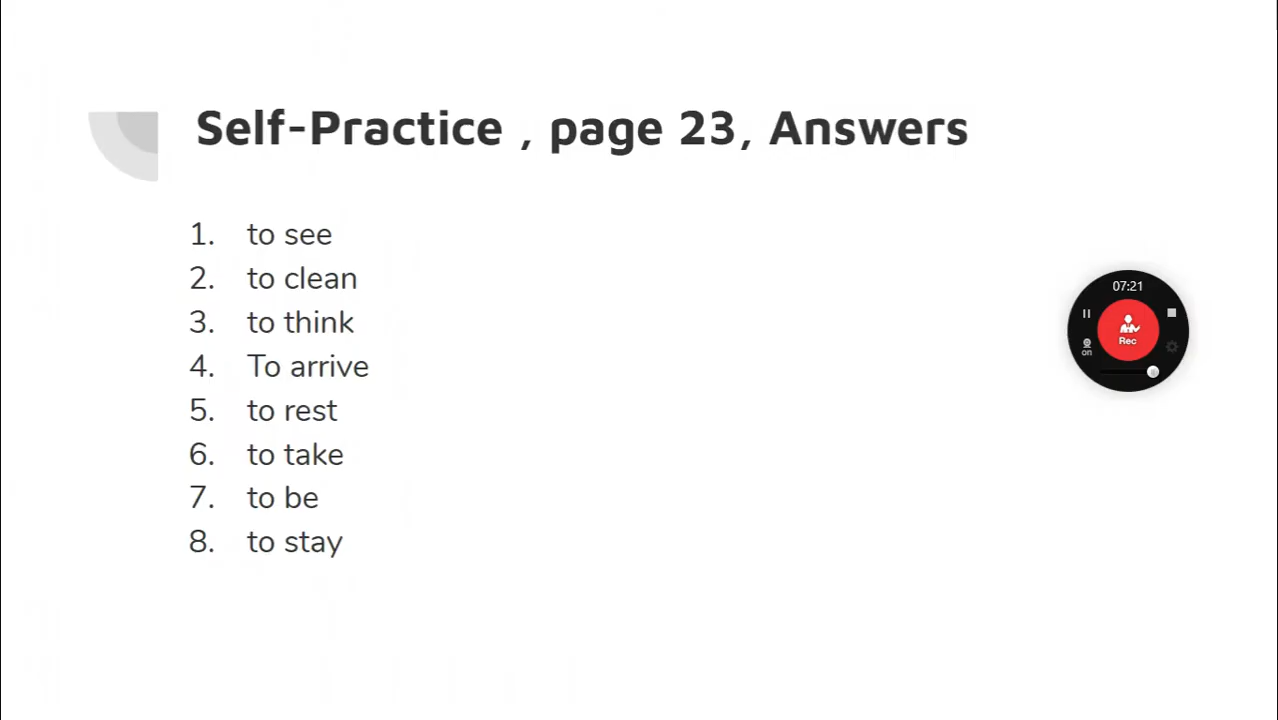 Self-Practice , page 23, Answers
1. to see
2. to clean
3. to think
4. To arrive
5. to rest
6. to take
7. to be
8. to stay
07:21
Rec
on